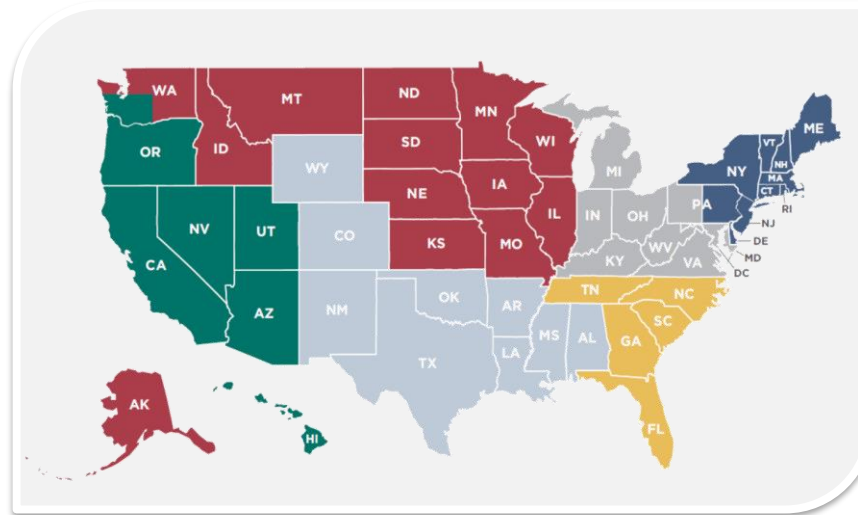 WA
MT
ND
MN
OR
ID
SD
WI
WY
MI
NY
VT
NH
ME
MA
CT
RI
NE
IA
PA
NJ
NV
UT
CO
IL
IN
OH
DE
CA
KS
MO
WV
MD
KY
VA
DC
AZ
NM
OK
AR
TN
NC
SC
MS
AL
GA
TX
LA
AK
FL
HI